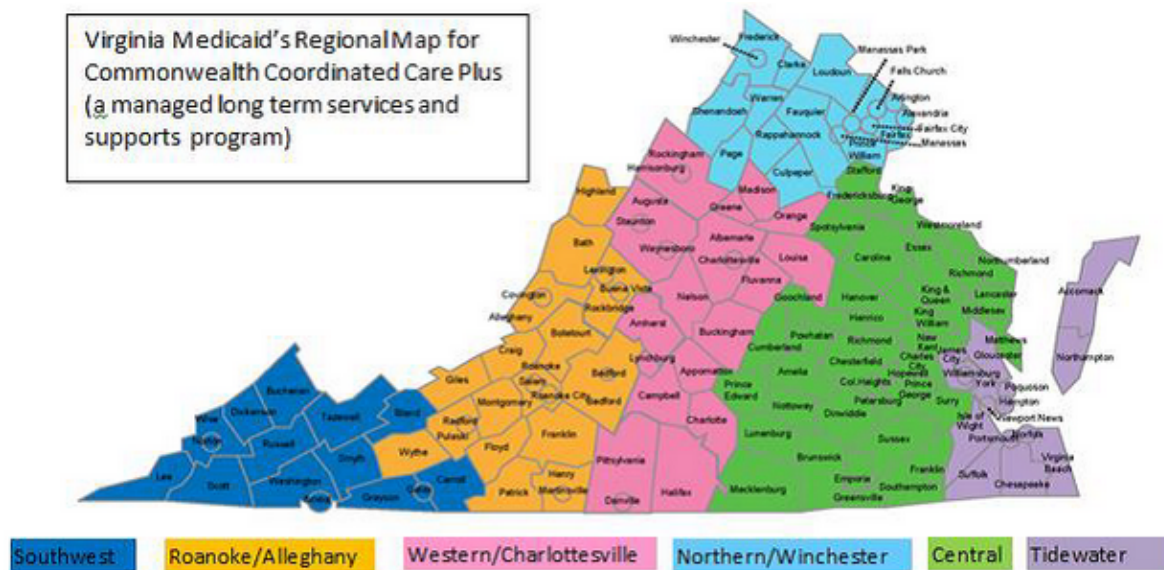 Virginia Medicaid's Regional Map for
Commonwealth Coordinated Care Plus
(a managed long term services and
supports program)
Winchester
Frederick
Clarke
Loudoun
Manassas Park
Falls Church
Arlington
Alexandria
Fairfax City
Fairfax
Manassas
Prince
William
Warren
Fauquier
Shenandoah
Rappahannock
Page
Culpeper
Stafford
Rockingham
Harrisonburg
Madison
Augusta
Greene
Orange
Staunton
Albemarle
Waynesboro
Charlottesville
Louisa
Fluvanna
Nelson
Amherst
Buckingham
Lynchburg
Appomattox
Campbell
Charlotte
Pittsylvania
Danville
Halifax
Highland
Bath
Lexington
Buena Vista
Covington
Rockbridge
Alleghany
Botetourt
Craig
Roanoke
Salem
Roanoke City
Bedford
Bedford
Giles
Montgomery
Radford
Pulaski
Floyd
Franklin
Wythe
Henry
Patrick
Martinsville
Buchanan
Dickenson
Wise
Norton
Tazewell
Bland
Russell
Smyth
Lee
Scott
Washington
Bristol
Grayson
Galax
Carroll
Fredericksburg
King
George
Spotsylvania
Westmoreland
Caroline
Essex
Northumberland
Richmond
Goochland
Hanover
King &
Queen
Lancaster
Middlesex
Henrico
King
William
Powhatan
Richmond
New
Kent
Matthews
Cumberland
Chesterfield
Charles
City
James
City
Gloucester
Amelia
Hopewell
Williamsburg
Prince
Edward
Col.Heights
Prince
George
York
Poquoson
Nottoway
Petersburg
Surry
Hampton
Dinwiddie
Newport News
Isle of
Wight
Norfolk
Lunenburg
Sussex
Portsmouth
Brunswick
Virginia
Beach
Franklin
Suffolk
Mecklenburg
Emporia
Southampton
Chesapeake
Greensville
Accomack
Northampton
Southwest
Roanoke/Alleghany
Western/Charlottesville
Northern/Winchester
Central
Tidewater